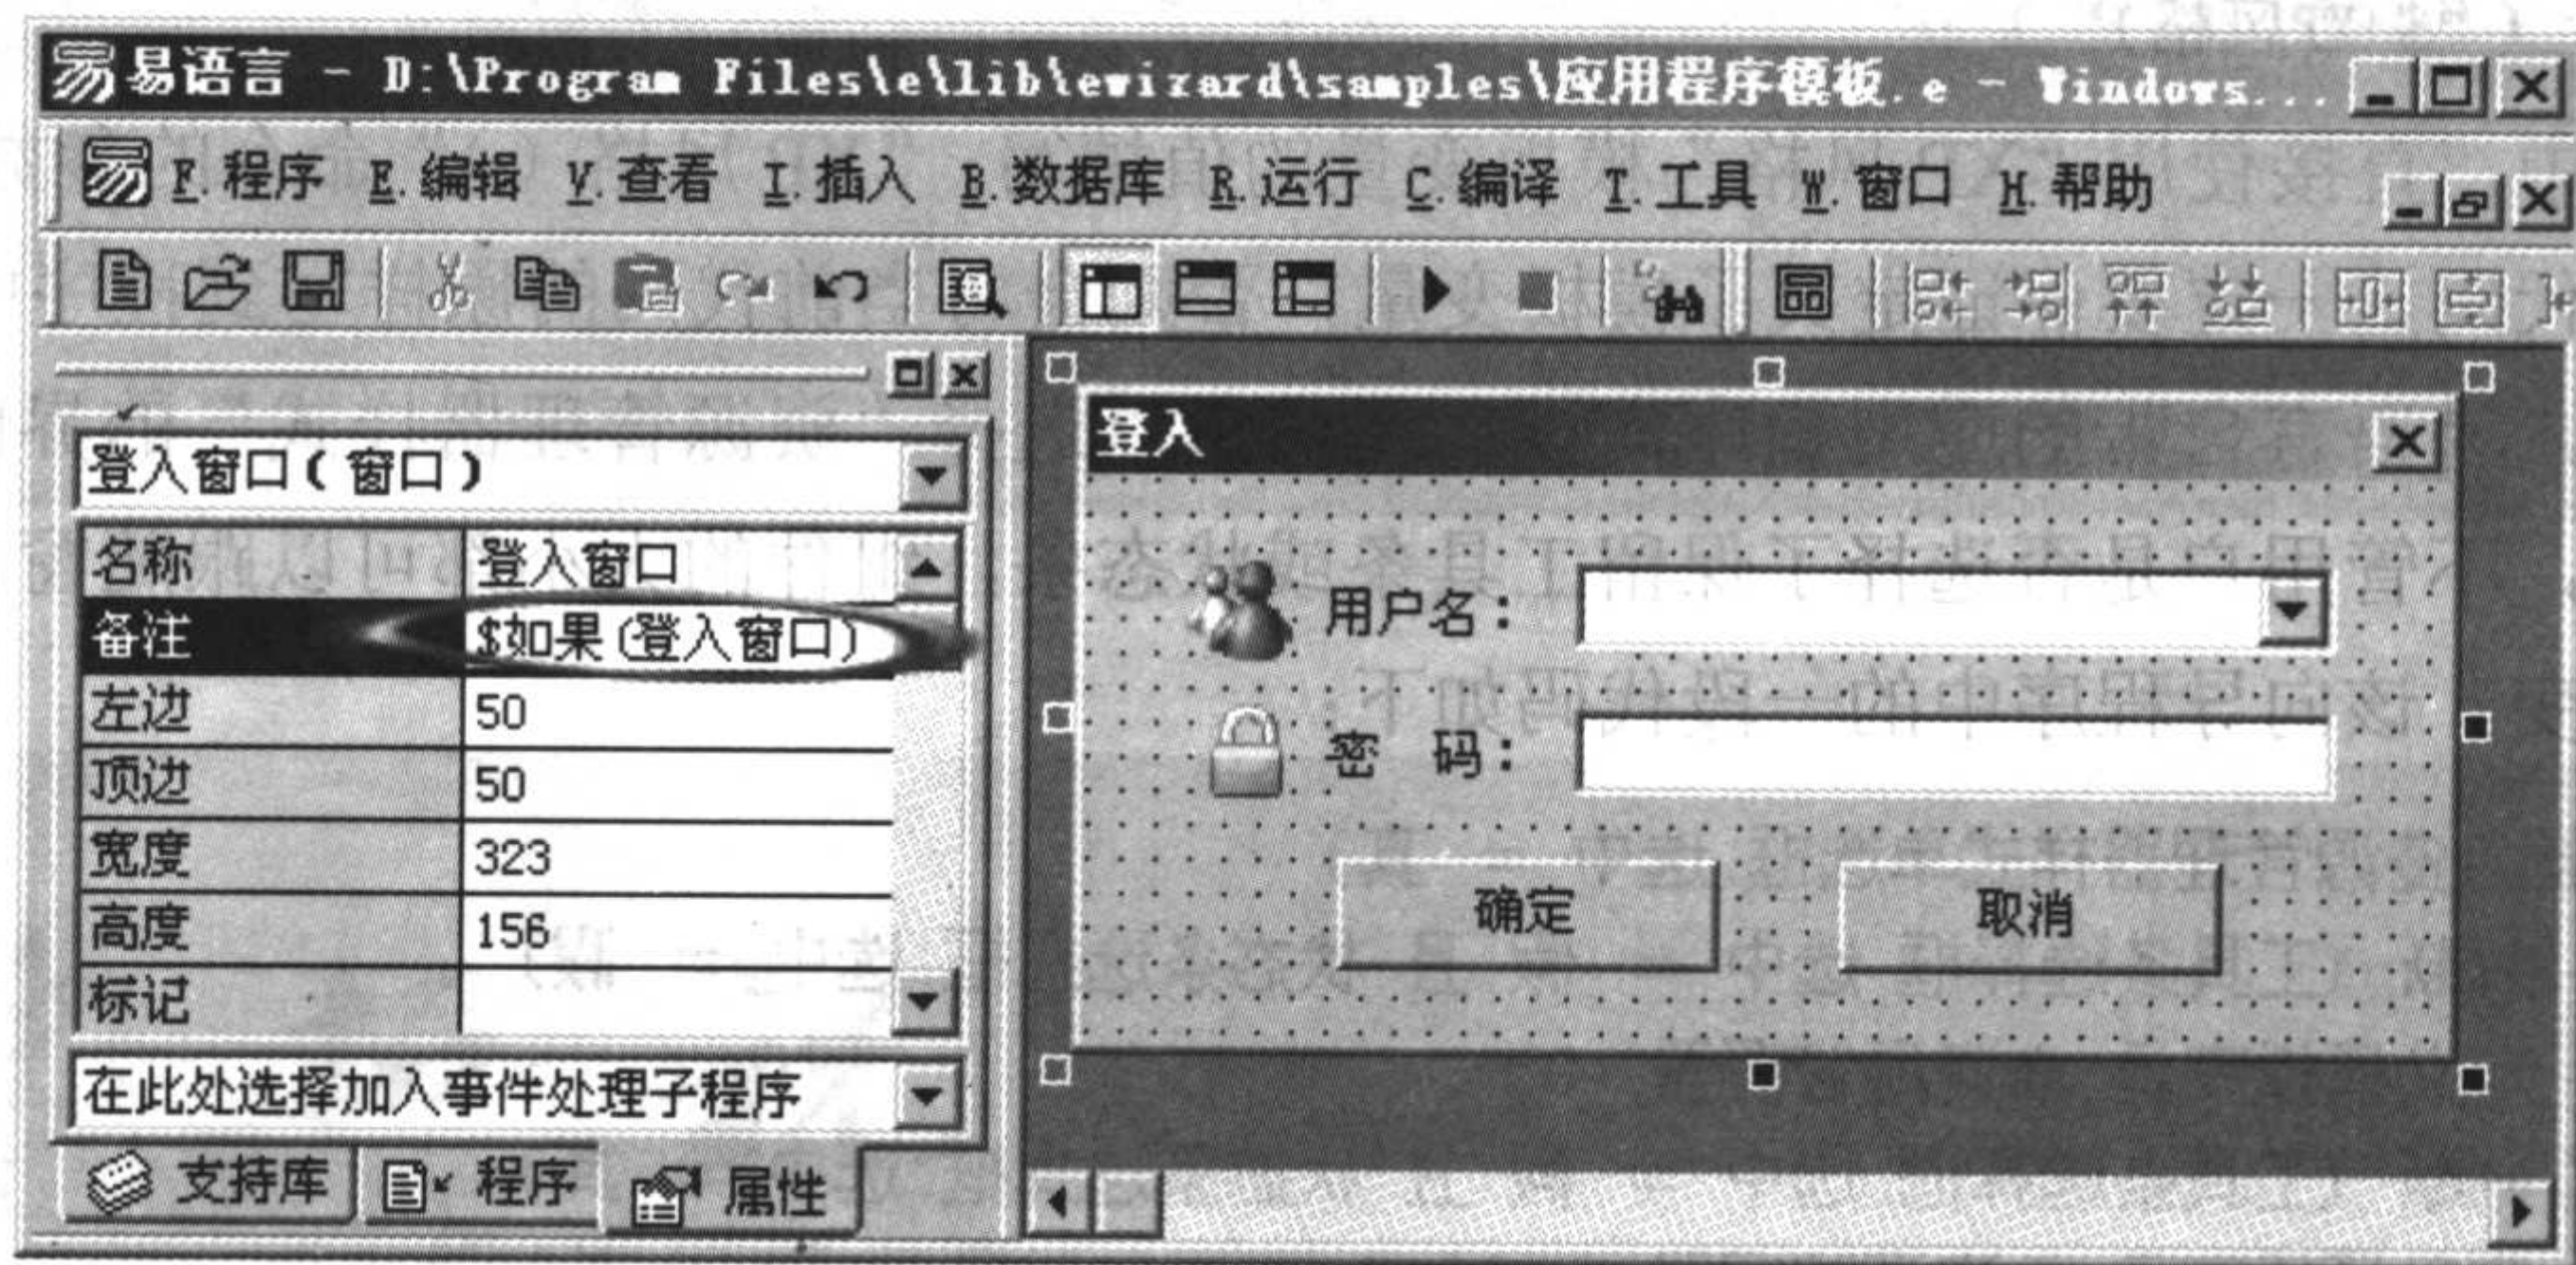 易语言 - D:\Program Files\e\lib\ewizard\samples\应用程序模板.e - Windows...
F.程序 E.编辑 V.查看 I.插入 B.数据库 R.运行 C.编译 T.工具 W.窗口 H.帮助
登入窗口(窗口)
名称 登入窗口
备注 $如果(登入窗口)
左边 50
顶边 50
宽度 323
高度 156
标记
在此处选择加入事件处理子程序
支持库 程序 属性
登入
用户名:
密 码:
确定 取消